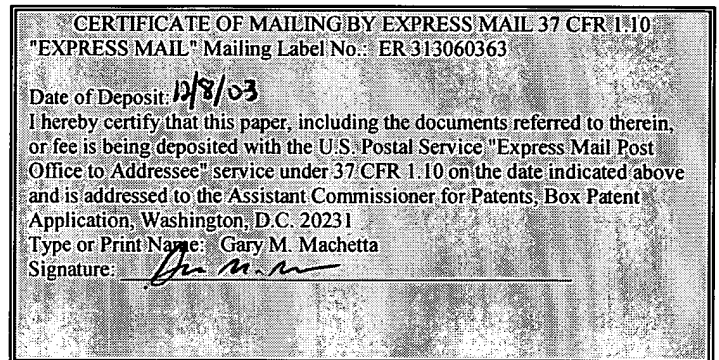 CERTIFICATE OF MAILING BY EXPRESS MAIL 37 CFR 1.10
"EXPRESS MAIL" Mailing Label No.: ER 313060363
Date of Deposit: 12/8/03
I hereby certify that this paper, including the documents referred to therein,
or fee is being deposited with the U.S. Postal Service "Express Mail Post
Office to Addressee" service under 37 CFR 1.10 on the date indicated above
and is addressed to the Assistant Commissioner for Patents, Box Patent
Application, Washington, D.C. 20231
Type or Print Name: Gary M. Machetta
Signature: